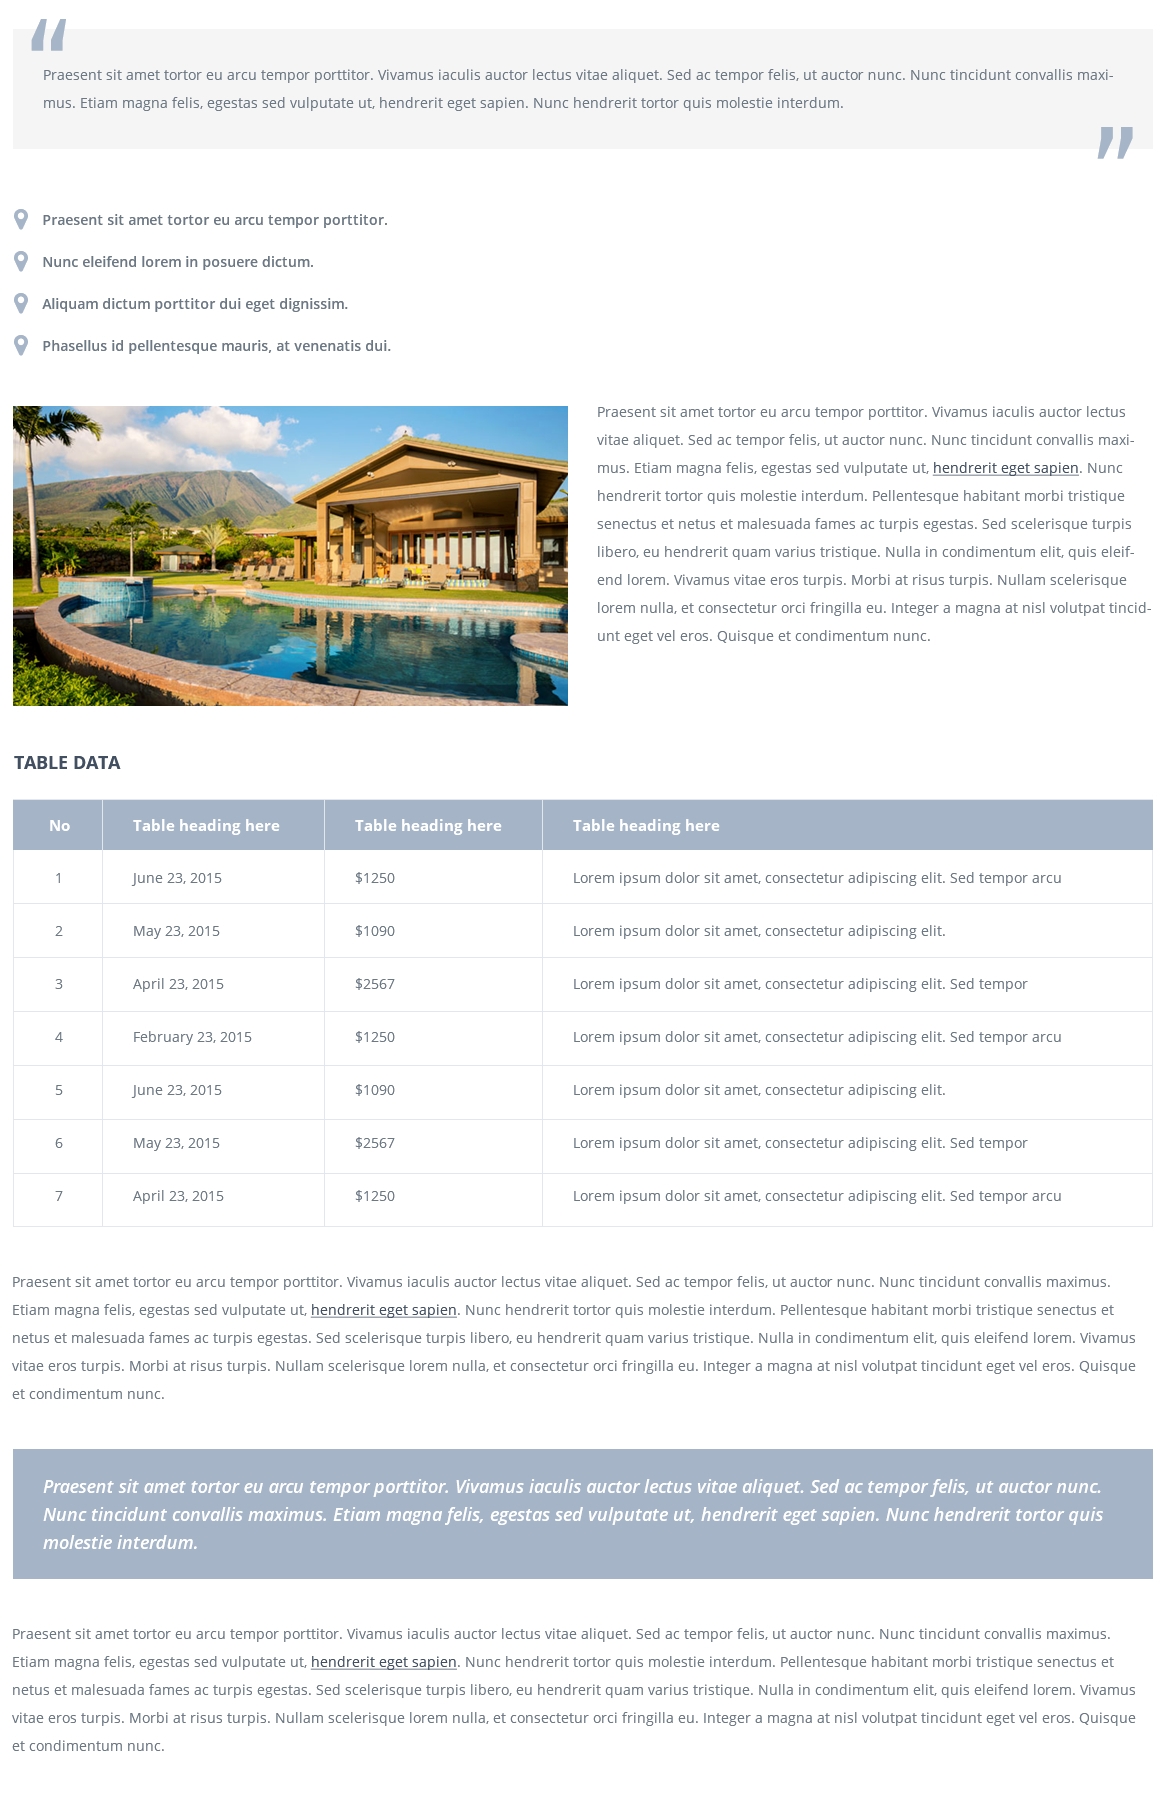 “
Praesent sit amet tortor eu arcu tempor porttitor. Vivamus iaculis auctor lectus vitae aliquet. Sed ac tempor felis, ut auctor nunc. Nunc tincidunt convallis maxi-
mus. Etiam magna felis, egestas sed vulputate ut, hendrerit eget sapien. Nunc hendrerit tortor quis molestie interdum.
”
Praesent sit amet tortor eu arcu tempor porttitor.
Nunc eleifend lorem in posuere dictum.
Aliquam dictum porttitor dui eget dignissim.
Phasellus id pellentesque mauris, at venenatis dui.
Praesent sit amet tortor eu arcu tempor porttitor. Vivamus iaculis auctor lectus
vitae aliquet. Sed ac tempor felis, ut auctor nunc. Nunc tincidunt convallis maxi-
mus. Etiam magna felis, egestas sed vulputate ut, hendrerit eget sapien. Nunc
hendrerit tortor quis molestie interdum. Pellentesque habitant morbi tristique
senectus et netus et malesuada fames ac turpis egestas. Sed scelerisque turpis
libero, eu hendrerit quam varius tristique. Nulla in condimentum elit, quis eleif-
end lorem. Vivamus vitae eros turpis. Morbi at risus turpis. Nullam scelerisque
lorem nulla, et consectetur orci fringilla eu. Integer a magna at nisl volutpat tincid-
unt eget vel eros. Quisque et condimentum nunc.
TABLE DATA
No Table heading here Table heading here Table heading here
1 June 23, 2015 $1250 Lorem ipsum dolor sit amet, consectetur adipiscing elit. Sed tempor arcu
2 May 23, 2015 $1090 Lorem ipsum dolor sit amet, consectetur adipiscing elit.
3 April 23, 2015 $2567 Lorem ipsum dolor sit amet, consectetur adipiscing elit. Sed tempor
4 February 23, 2015 $1250 Lorem ipsum dolor sit amet, consectetur adipiscing elit. Sed tempor arcu
5 June 23, 2015 $1090 Lorem ipsum dolor sit amet, consectetur adipiscing elit.
6 May 23, 2015 $2567 Lorem ipsum dolor sit amet, consectetur adipiscing elit. Sed tempor
7 April 23, 2015 $1250 Lorem ipsum dolor sit amet, consectetur adipiscing elit. Sed tempor arcu
Praesent sit amet tortor eu arcu tempor porttitor. Vivamus iaculis auctor lectus vitae aliquet. Sed ac tempor felis, ut auctor nunc. Nunc tincidunt convallis maximus.
Etiam magna felis, egestas sed vulputate ut, hendrerit eget sapien. Nunc hendrerit tortor quis molestie interdum. Pellentesque habitant morbi tristique senectus et
netus et malesuada fames ac turpis egestas. Sed scelerisque turpis libero, eu hendrerit quam varius tristique. Nulla in condimentum elit, quis eleifend lorem. Vivamus
vitae eros turpis. Morbi at risus turpis. Nullam scelerisque lorem nulla, et consectetur orci fringilla eu. Integer a magna at nisl volutpat tincidunt eget vel eros. Quisque
et condimentum nunc.
Praesent sit amet tortor eu arcu tempor porttitor. Vivamus iaculis auctor lectus vitae aliquet. Sed ac tempor felis, ut auctor nunc.
Nunc tincidunt convallis maximus. Etiam magna felis, egestas sed vulputate ut, hendrerit eget sapien. Nunc hendrerit tortor quis
molestie interdum.
Praesent sit amet tortor eu arcu tempor porttitor. Vivamus iaculis auctor lectus vitae aliquet. Sed ac tempor felis, ut auctor nunc. Nunc tincidunt convallis maximus.
Etiam magna felis, egestas sed vulputate ut, hendrerit eget sapien. Nunc hendrerit tortor quis molestie interdum. Pellentesque habitant morbi tristique senectus et
netus et malesuada fames ac turpis egestas. Sed scelerisque turpis libero, eu hendrerit quam varius tristique. Nulla in condimentum elit, quis eleifend lorem. Vivamus
vitae eros turpis. Morbi at risus turpis. Nullam scelerisque lorem nulla, et consectetur orci fringilla eu. Integer a magna at nisl volutpat tincidunt eget vel eros. Quisque
et condimentum nunc.